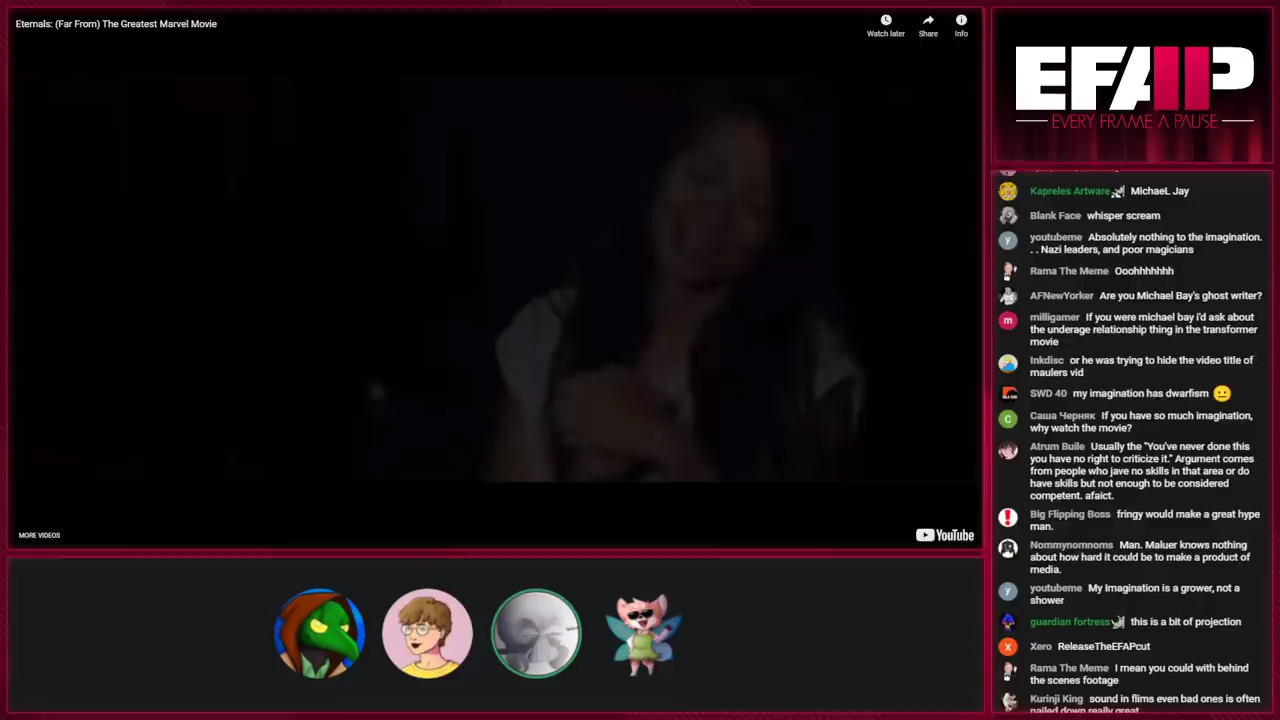 Eternals: (Far From) The Greatest Marvel Movie
Watch later
Share
Info
MORE VIDEOS
YouTube
EFAP
EVERY FRAME A PAUSE
Kapreles Artware MichaeL Jay
Blank Face whisper scream
youtubeme Absolutely nothing to the imagination.
. . Nazi leaders, and poor magicians
Rama The Meme Ooohhhhhhh
AFNewYorker Are you Michael Bay's ghost writer?
milligamer If you were michael bay i'd ask about
the underage relationship thing in the transformer
movie
Inkdisc or he was trying to hide the video title of
maulers vid
SWD 40 my imagination has dwarfism
Саша Черняк If you have so much imagination,
why watch the movie?
Atrum Buile Usually the "You've never done this
you have no right to criticize it." Argument comes
from people who jave no skills in that area or do
have skills but not enough to be considered
competent. afaict.
Big Flipping Boss fringy would make a great hype
man.
Nommynomnoms Man. Maluer knows nothing
about how hard it could be to make a product of
media.
youtubeme My Imagination is a grower, not a
shower
guardian fortress this is a bit of projection
Xero ReleaseTheEFAPcut
Rama The Meme I mean you could with behind
the scenes footage
Kurinji King sound in flims even bad ones is often
nailed down really great